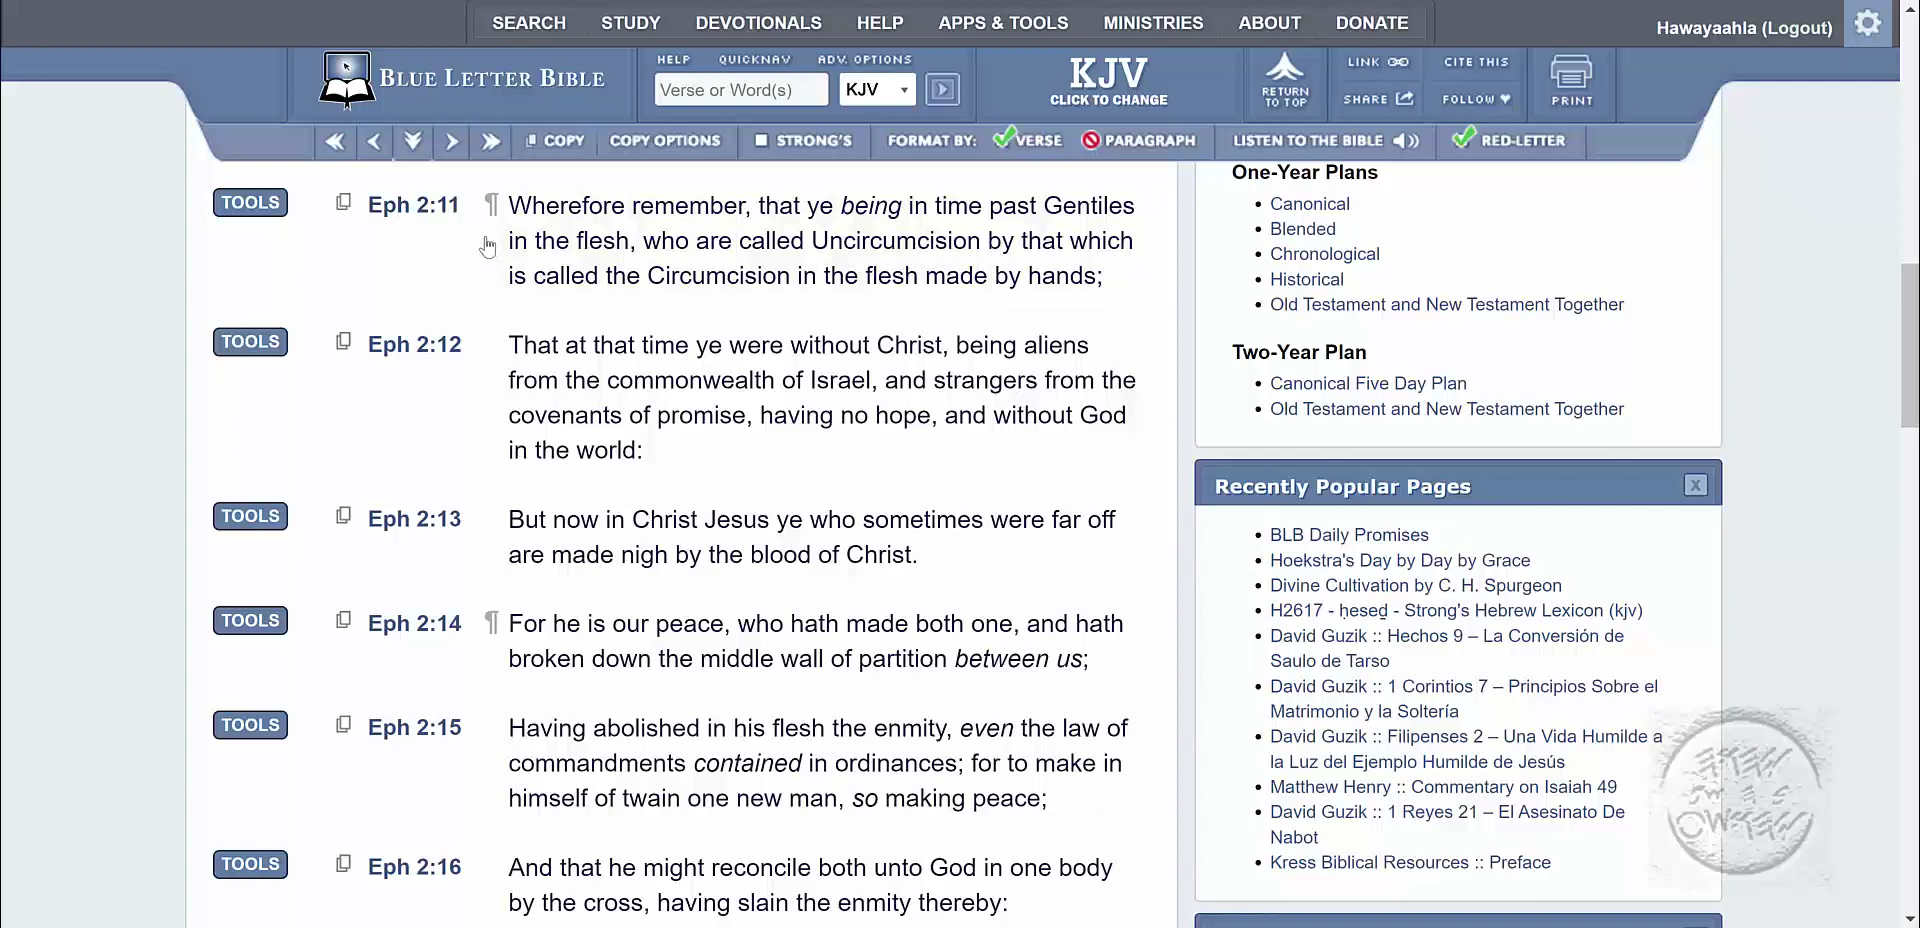 SEARCH STUDY DEVOTIONALS HELP APPS & TOOLS MINISTRIES ABOUT DONATE
Hawayaahla (Logout)
BLUE LETTER BIBLE
HELP QUICKNAV ADV. OPTIONS
Verse or Word(s) KJV
KJV
CLICK TO CHANGE
RETURN
TO TOP
LINK
SHARE
CITE THIS
FOLLOW
PRINT
COPY COPY OPTIONS STRONG'S FORMAT BY: VERSE PARAGRAPH LISTEN TO THE BIBLE RED-LETTER
TOOLS Eph 2:11 ¶ Wherefore remember, that ye being in time past Gentiles
in the flesh, who are called Uncircumcision by that which
is called the Circumcision in the flesh made by hands;
TOOLS Eph 2:12 That at that time ye were without Christ, being aliens
from the commonwealth of Israel, and strangers from the
covenants of promise, having no hope, and without God
in the world:
TOOLS Eph 2:13 But now in Christ Jesus ye who sometimes were far off
are made nigh by the blood of Christ.
TOOLS Eph 2:14 ¶ For he is our peace, who hath made both one, and hath
broken down the middle wall of partition between us;
TOOLS Eph 2:15 Having abolished in his flesh the enmity, even the law of
commandments contained in ordinances; for to make in
himself of twain one new man, so making peace;
TOOLS Eph 2:16 And that he might reconcile both unto God in one body
by the cross, having slain the enmity thereby:
One-Year Plans
Canonical
Blended
Chronological
Historical
Old Testament and New Testament Together
Two-Year Plan
Canonical Five Day Plan
Old Testament and New Testament Together
Recently Popular Pages X
BLB Daily Promises
Hoekstra's Day by Day by Grace
Divine Cultivation by C. H. Spurgeon
H2617 - ḥeseḏ - Strong's Hebrew Lexicon (kjv)
David Guzik :: Hechos 9 – La Conversión de
Saulo de Tarso
David Guzik :: 1 Corintios 7 – Principios Sobre el
Matrimonio y la Soltería
David Guzik :: Filipenses 2 – Una Vida Humilde a
la Luz del Ejemplo Humilde de Jesús
Matthew Henry :: Commentary on Isaiah 49
David Guzik :: 1 Reyes 21 – El Asesinato De
Nabot
Kress Biblical Resources :: Preface